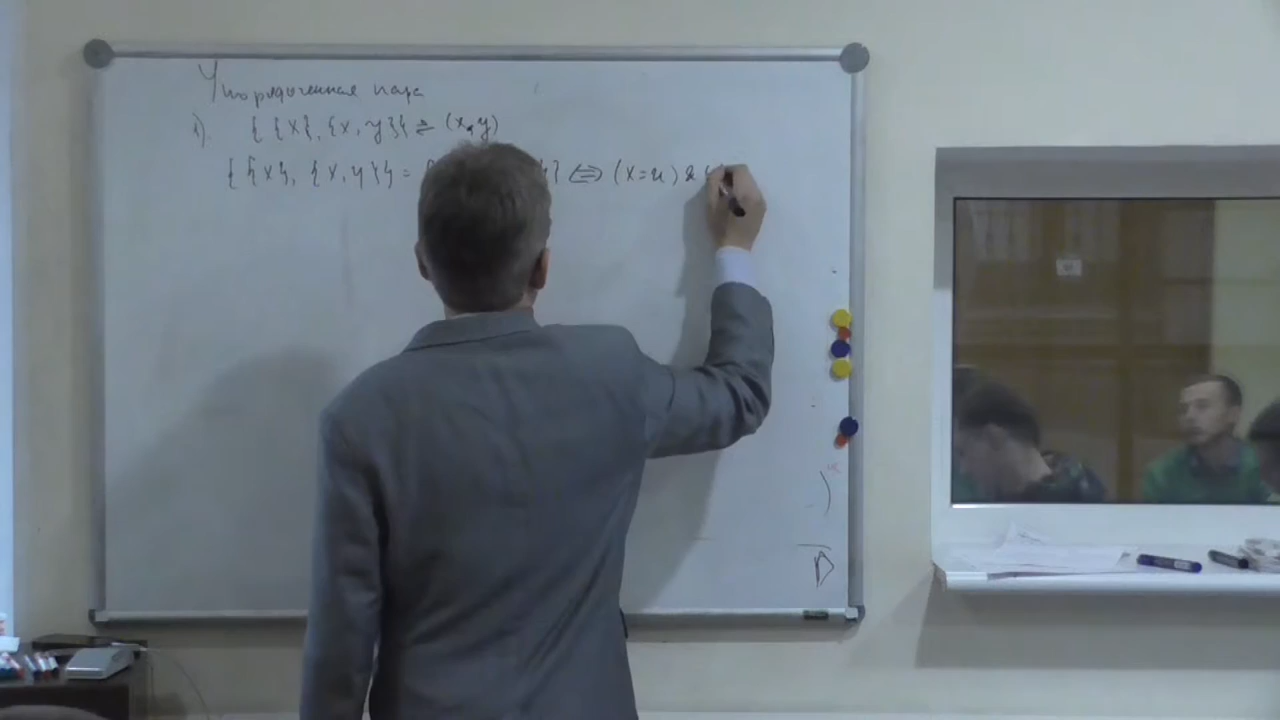 Упорядоченная пара
1). { {x}, {x, y}} ⇌ (x, y)
{ {x}, {x, y}} = { }} ⇔ (x=u) & (
)
D